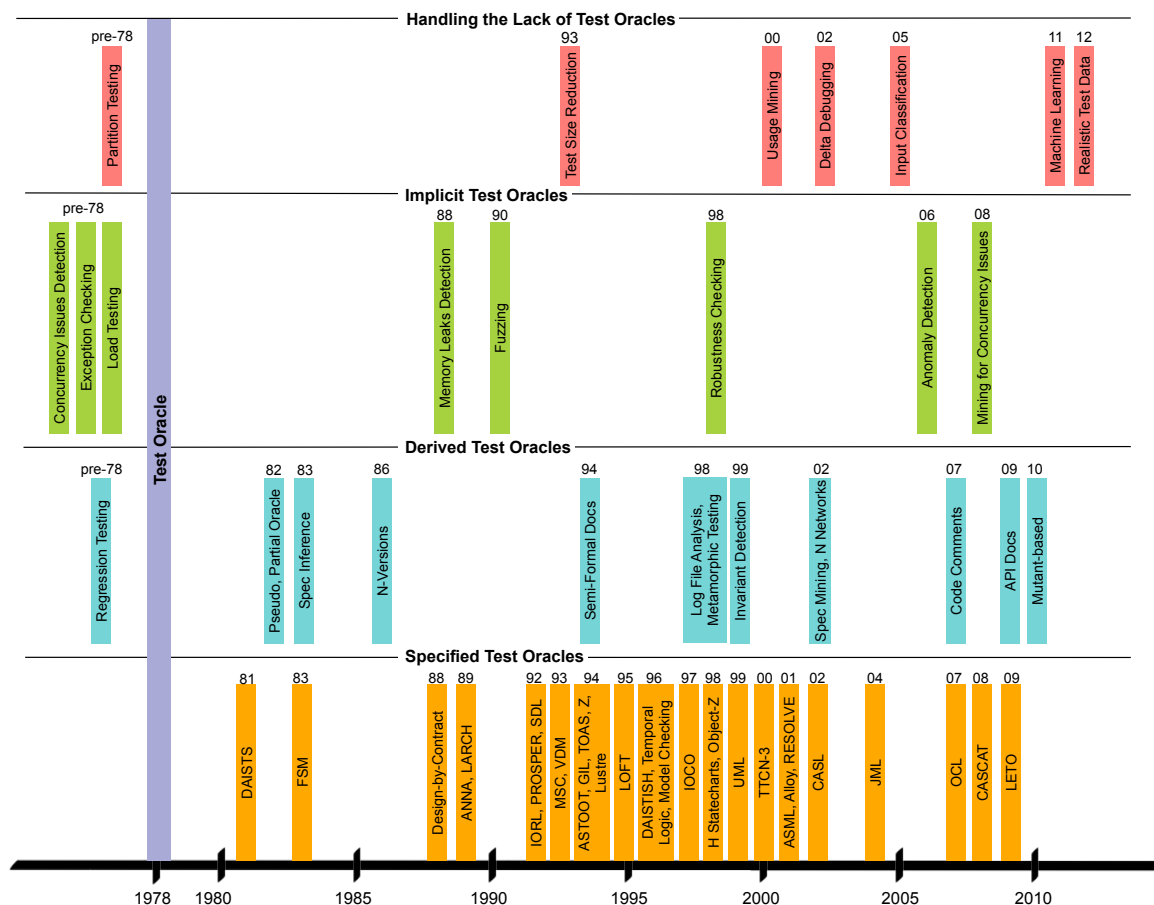 Handling the Lack of Test Oracles
pre-78
93
00
02
05
11
12
Partition Testing
Test Size Reduction
Usage Mining
Delta Debugging
Input Classification
Machine Learning
Realistic Test Data
Test Oracle
Implicit Test Oracles
pre-78
88
90
98
06
08
Concurrency Issues Detection
Exception Checking
Load Testing
Memory Leaks Detection
Fuzzing
Robustness Checking
Anomaly Detection
Mining for Concurrency Issues
Derived Test Oracles
pre-78
82
83
86
94
98
99
02
07
09
10
Regression Testing
Pseudo, Partial Oracle
Spec Inference
N-Versions
Semi-Formal Docs
Log File Analysis,
Metamorphic Testing
Invariant Detection
Spec Mining, N Networks
Code Comments
API Docs
Mutant-based
Specified Test Oracles
81
83
88
89
92
93
94
95
96
97
98
99
00
01
02
04
07
08
09
DAISTS
FSM
Design-by-Contract
ANNA, LARCH
IORL, PROSPER, SDL
MSC, VDM
ASTOOT, GIL, TOAS, Z,
Lustre
LOFT
DAISTISH, Temporal
Logic, Model Checking
IOCO
H Statecharts, Object-Z
UML
TTCN-3
ASML, Alloy, RESOLVE
CASL
JML
OCL
CASCAT
LETO
1978
1980
1985
1990
1995
2000
2005
2010